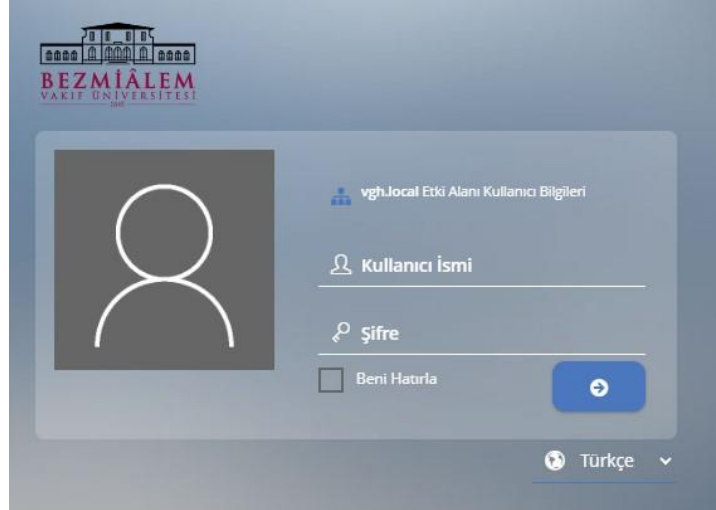 BEZMİÂLEM
VAKIF ÜNİVERSİTESİ
vgh.local Etki Alanı Kullanıcı Bilgileri
Kullanıcı İsmi
Şifre
Beni Hatırla
Türkçe